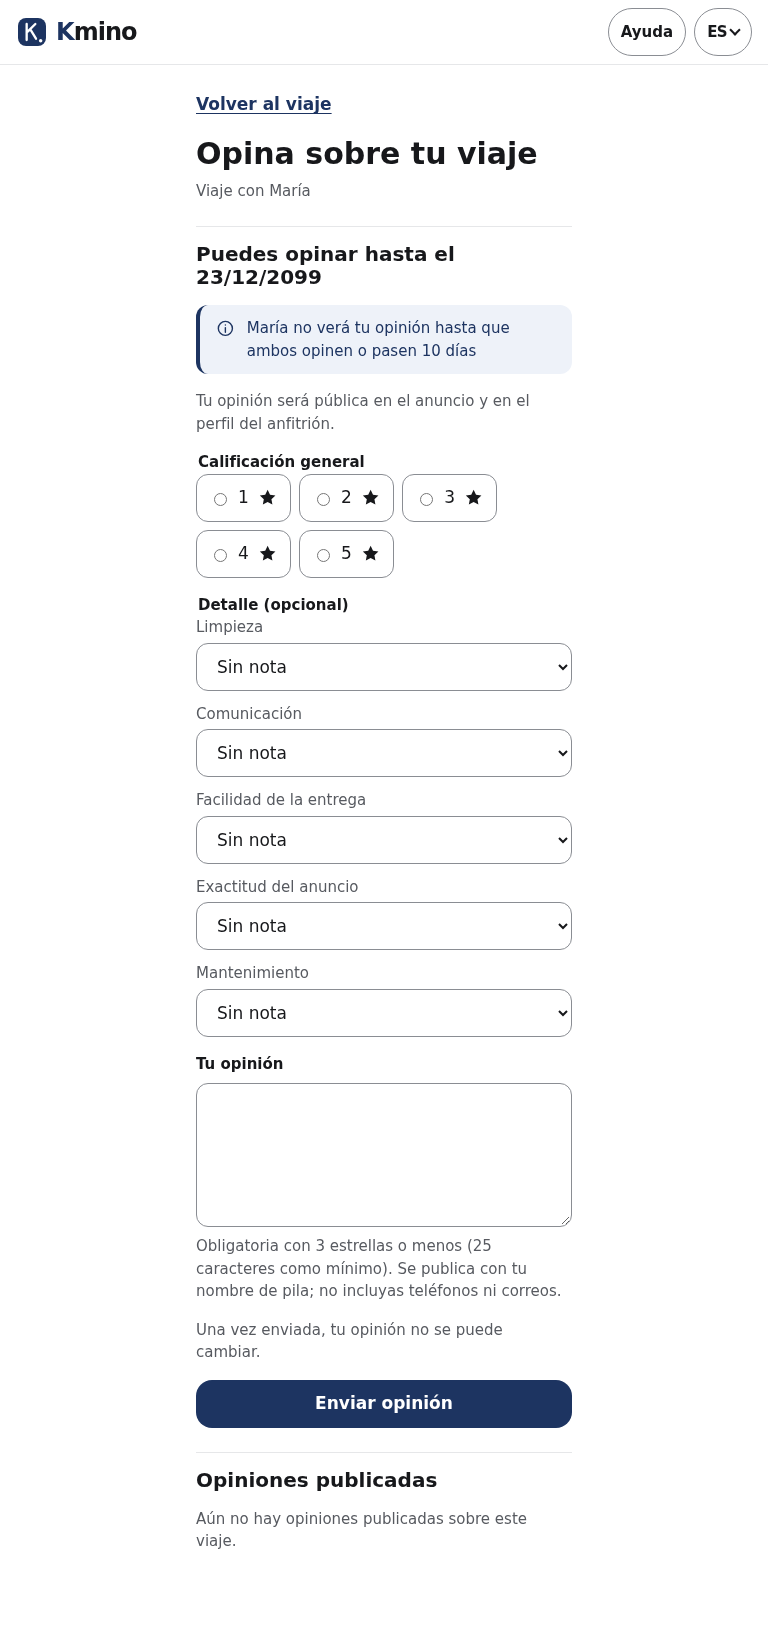 K Kmino
Ayuda
ES
Volver al viaje
Opina sobre tu viaje
Viaje con María
Puedes opinar hasta el
23/12/2099
María no verá tu opinión hasta que
ambos opinen o pasen 10 días
Tu opinión será pública en el anuncio y en el
perfil del anfitrión.
Calificación general
1 ★ 2 ★ 3 ★
4 ★ 5 ★
Detalle (opcional)
Limpieza
Sin nota
Comunicación
Sin nota
Facilidad de la entrega
Sin nota
Exactitud del anuncio
Sin nota
Mantenimiento
Sin nota
Tu opinión
Obligatoria con 3 estrellas o menos (25
caracteres como mínimo). Se publica con tu
nombre de pila; no incluyas teléfonos ni correos.
Una vez enviada, tu opinión no se puede
cambiar.
Enviar opinión
Opiniones publicadas
Aún no hay opiniones publicadas sobre este
viaje.